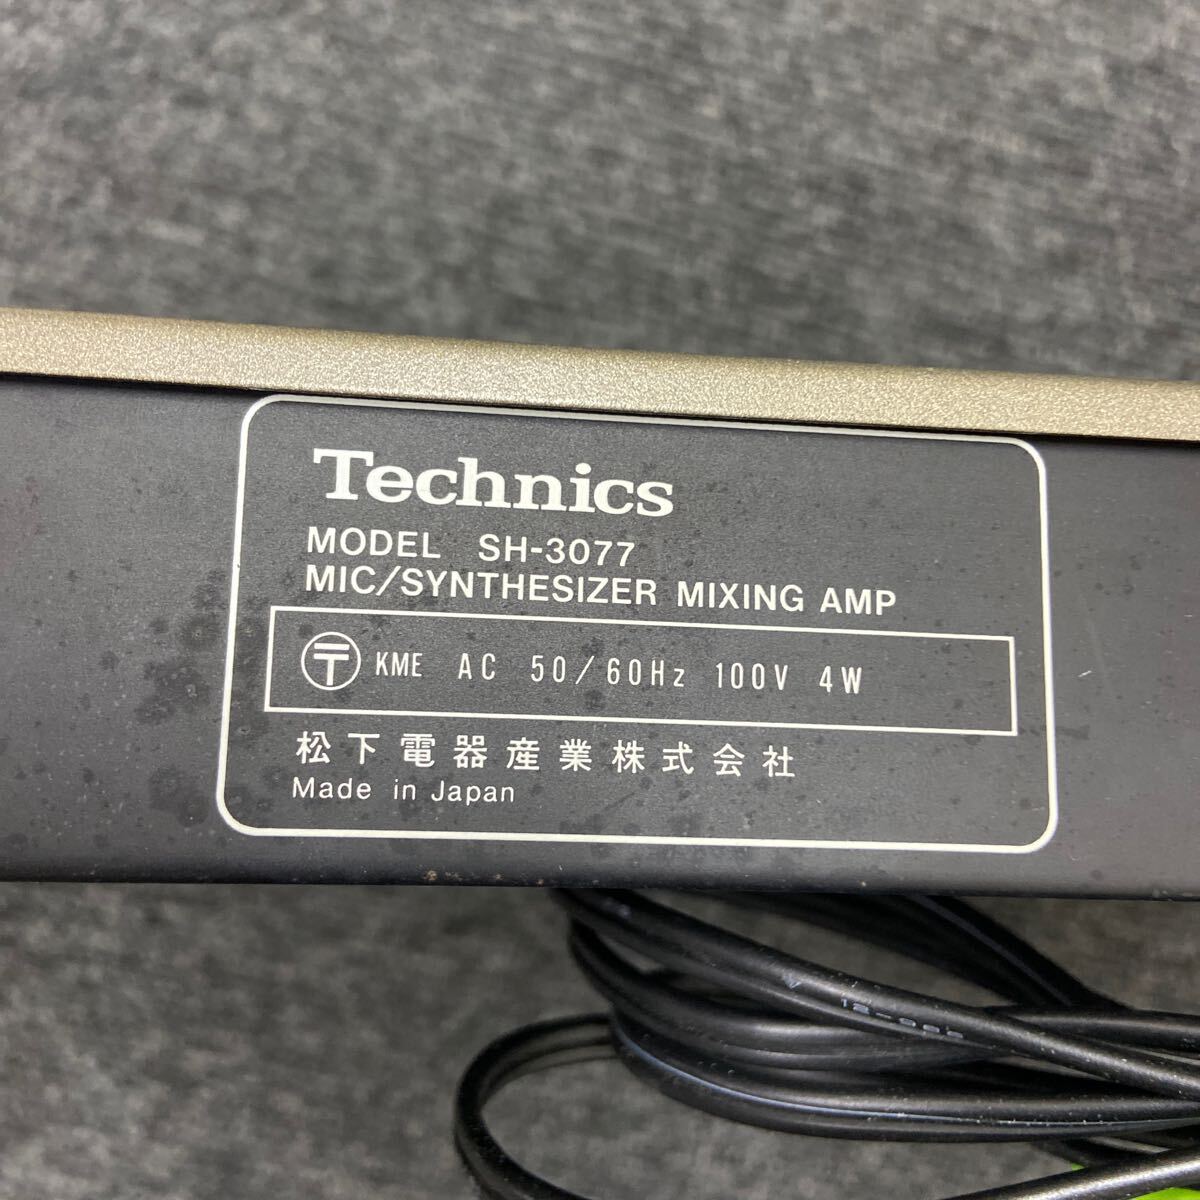 Technics
MODEL SH-3077
MIC/SYNTHESIZER MIXING AMP
〶 KME AC 50/60Hz 100V 4W
松下電器産業株式会社
Made in Japan